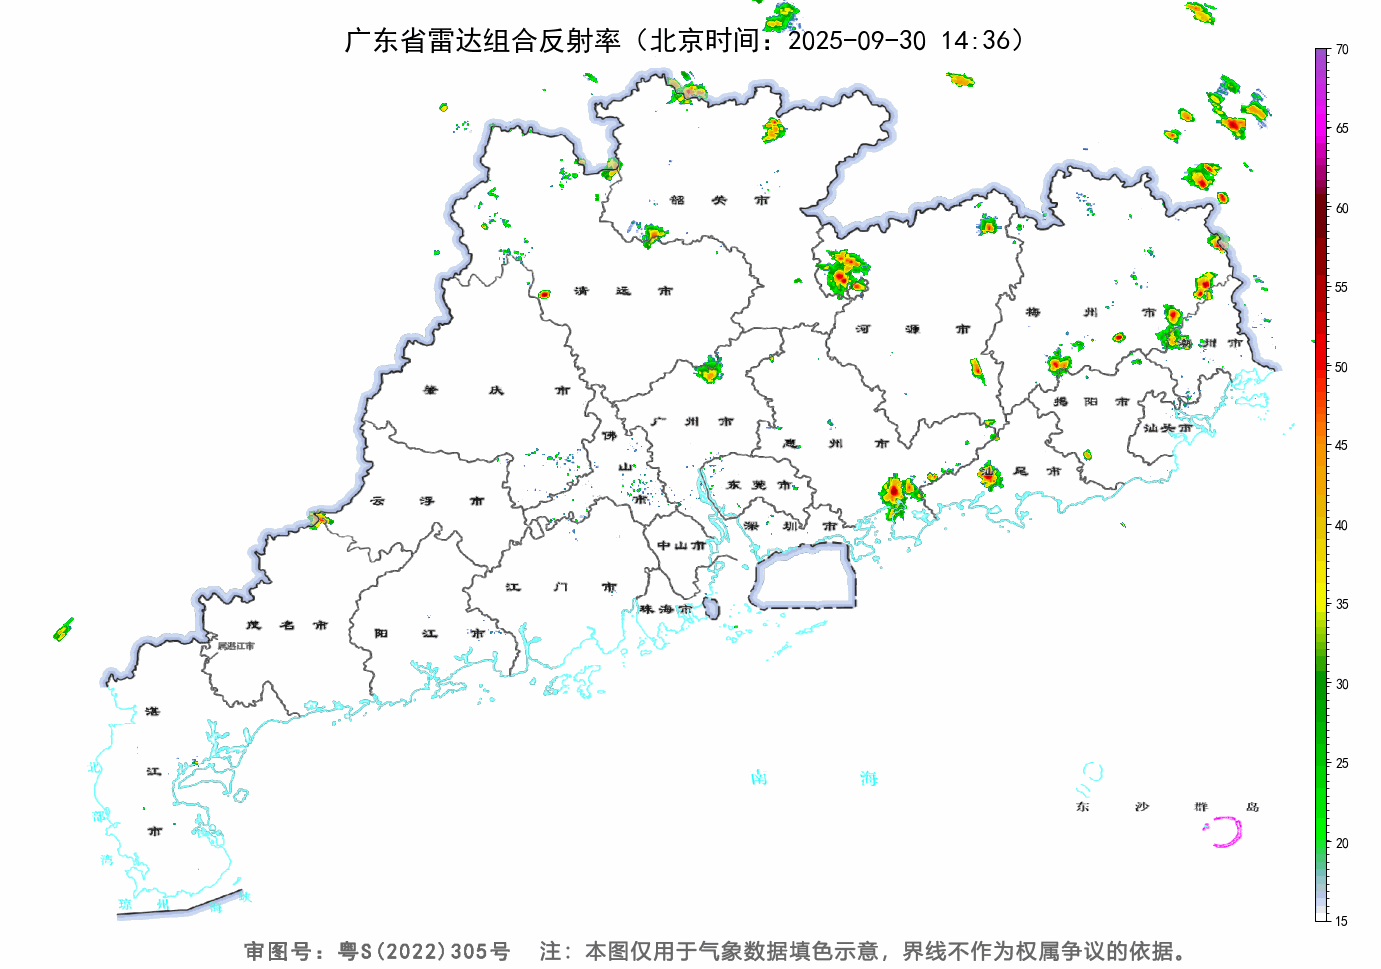 广东省雷达组合反射率（北京时间：2025-09-30 14:36）
70
65
60
55
50
45
40
35
30
25
20
15
韶关市
清远市
河源市
梅州市
潮州市
肇庆市
广州市
佛山市
惠州市
揭阳市
汕头市
汕尾市
云浮市
东莞市
深圳市
中山市
江门市
珠海市
茂名市
阳江市
属湛江市
湛江市
北部湾
琼州海峡
南海
东沙群岛
审图号：粤S(2022)305号 注：本图仅用于气象数据填色示意，界线不作为权属争议的依据。